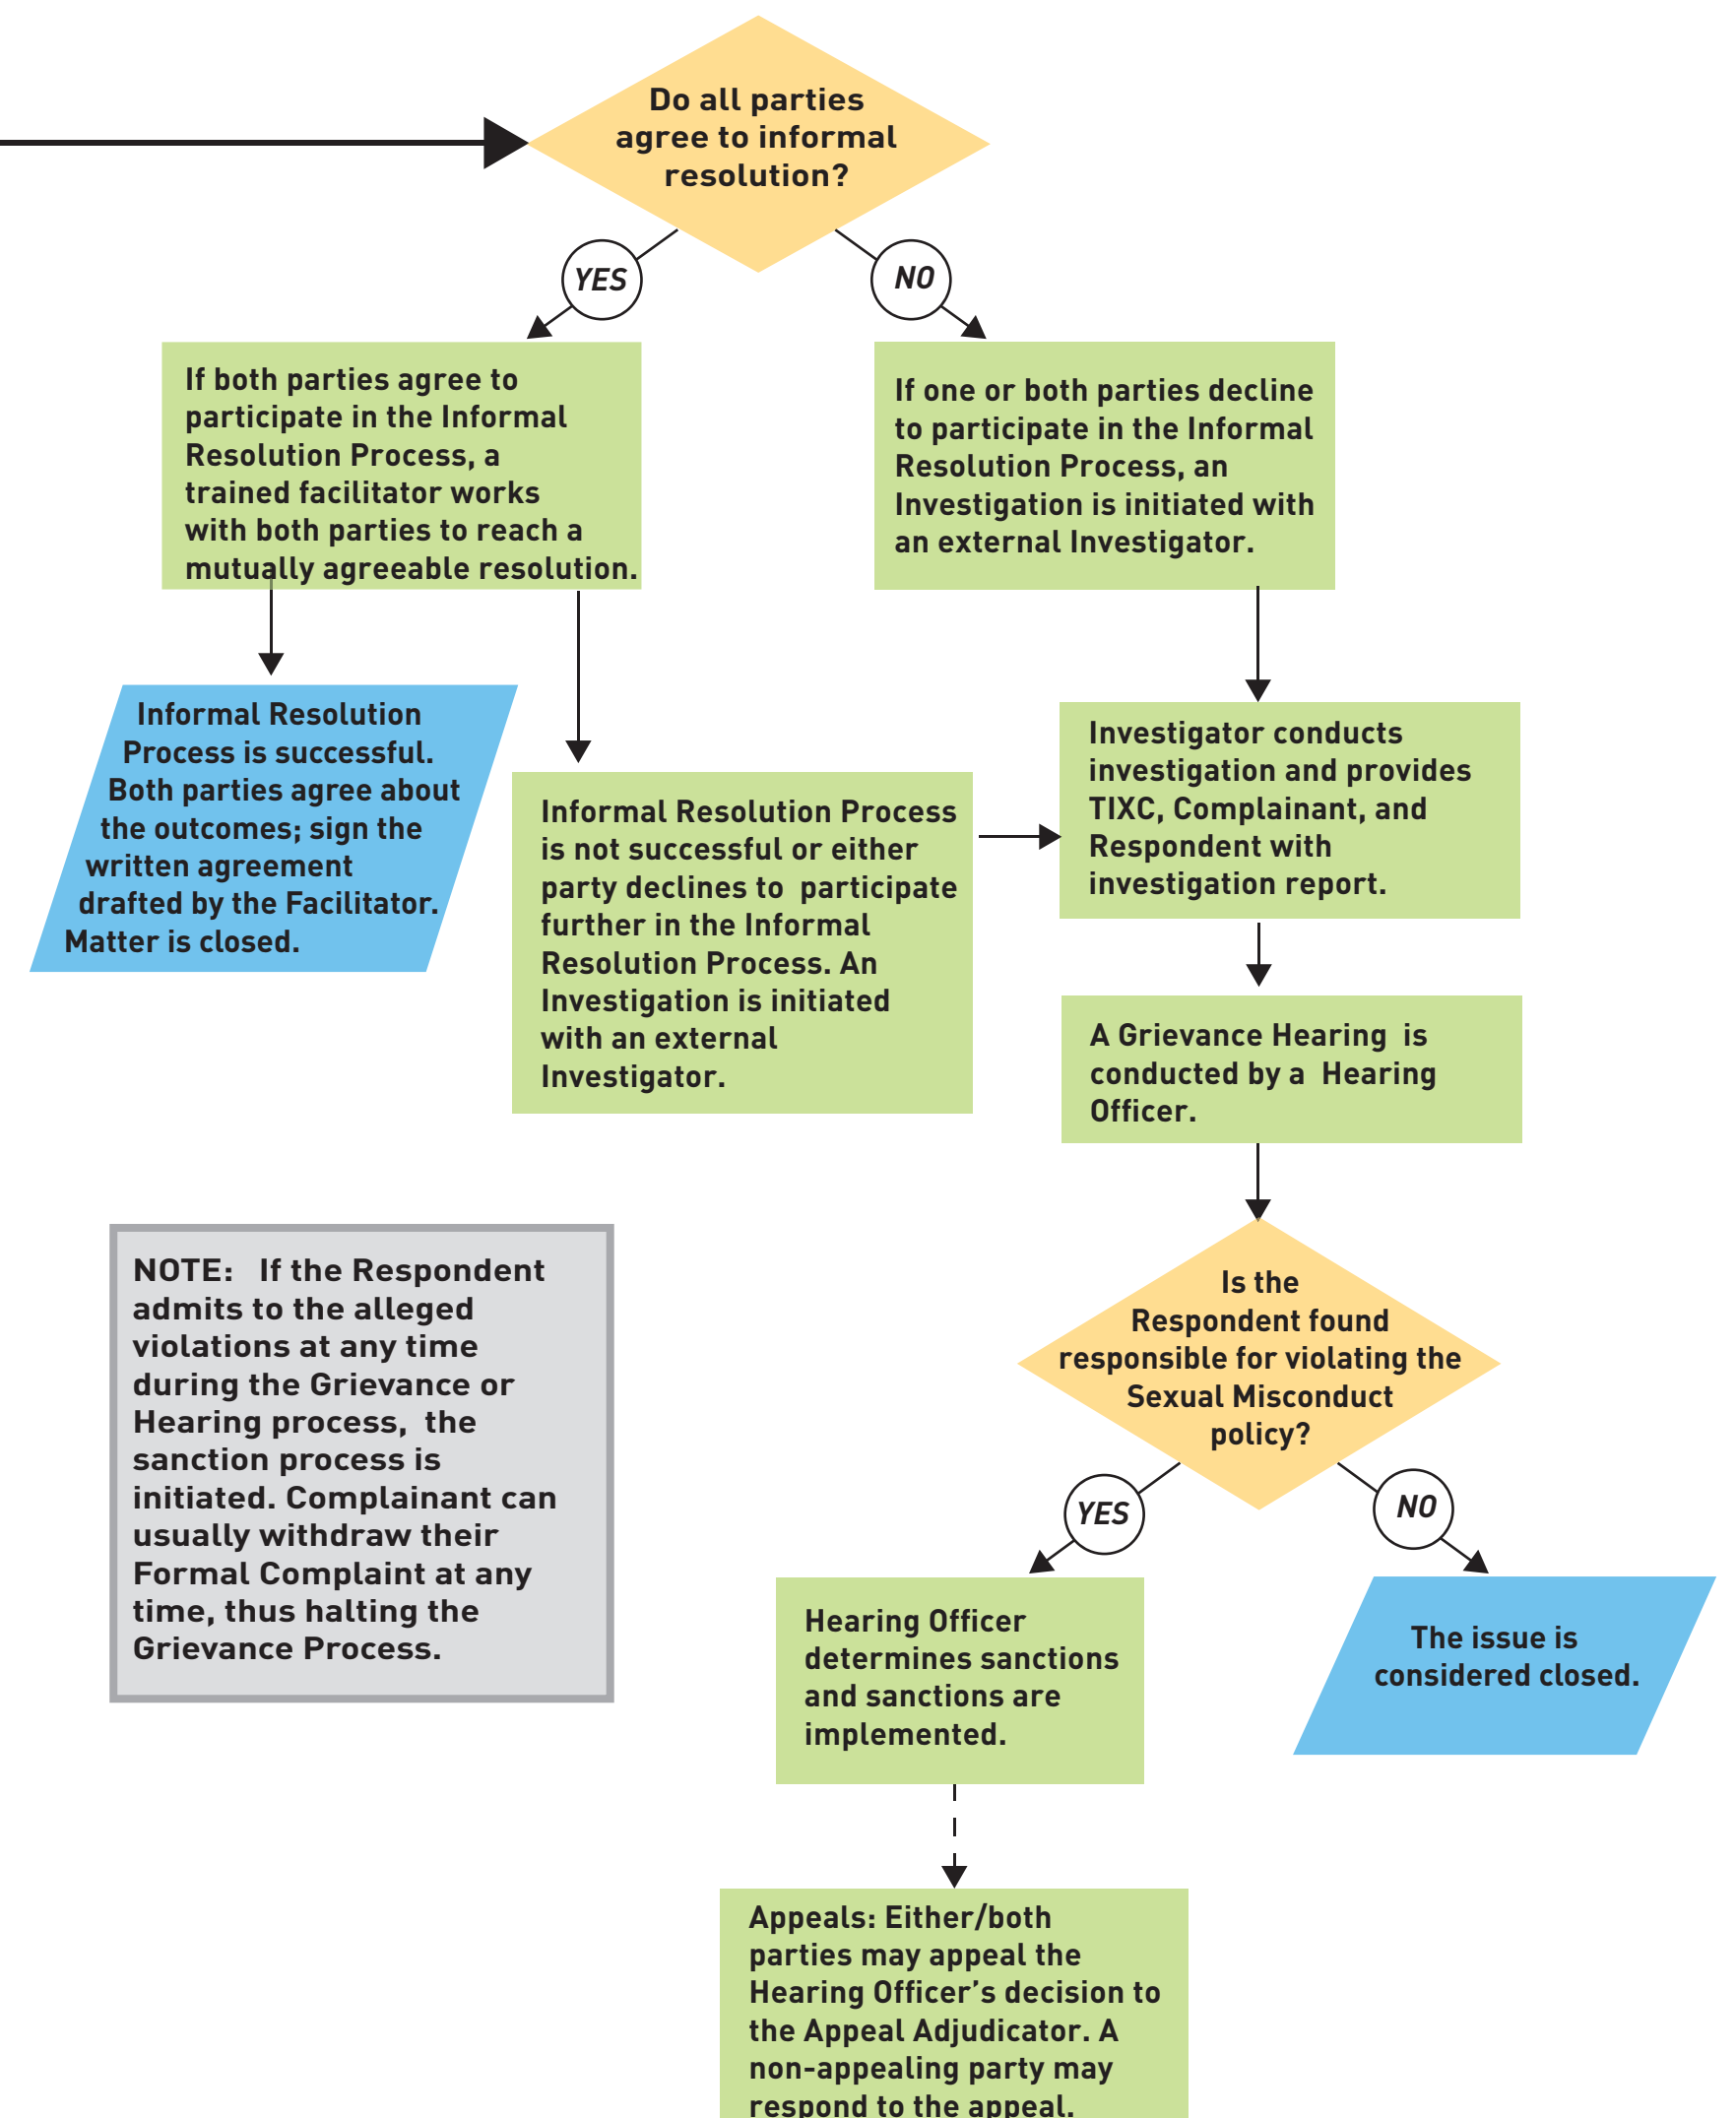 Do all parties
agree to informal
resolution?
YES
NO
If both parties agree to
participate in the Informal
Resolution Process, a
trained facilitator works
with both parties to reach a
mutually agreeable resolution.
If one or both parties decline
to participate in the Informal
Resolution Process, an
Investigation is initiated with
an external Investigator.
Informal Resolution
Process is successful.
Both parties agree about
the outcomes; sign the
written agreement
drafted by the Facilitator.
Matter is closed.
Informal Resolution Process
is not successful or either
party declines to participate
further in the Informal
Resolution Process. An
Investigation is initiated
with an external
Investigator.
Investigator conducts
investigation and provides
TIXC, Complainant, and
Respondent with
investigation report.
A Grievance Hearing is
conducted by a Hearing
Officer.
NOTE: If the Respondent
admits to the alleged
violations at any time
during the Grievance or
Hearing process, the
sanction process is
initiated. Complainant can
usually withdraw their
Formal Complaint at any
time, thus halting the
Grievance Process.
Is the
Respondent found
responsible for violating the
Sexual Misconduct
policy?
YES
NO
Hearing Officer
determines sanctions
and sanctions are
implemented.
The issue is
considered closed.
Appeals: Either/both
parties may appeal the
Hearing Officer’s decision to
the Appeal Adjudicator. A
non-appealing party may
respond to the appeal.